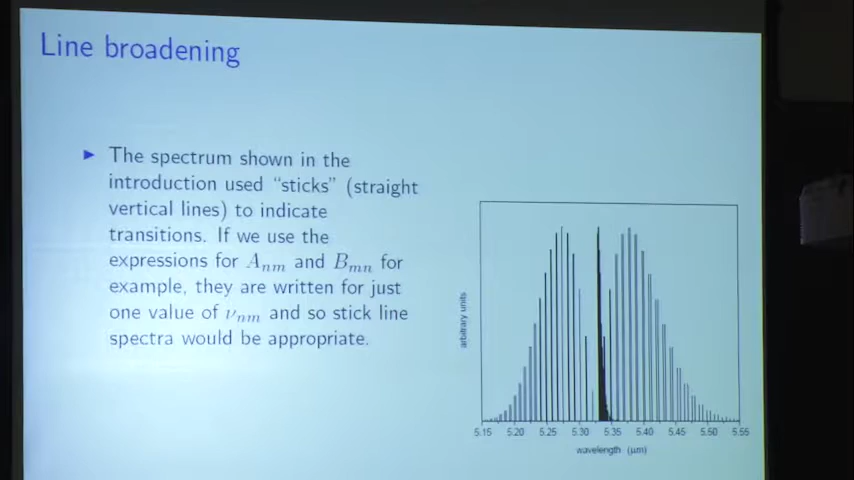 Line broadening
▶ The spectrum shown in the
introduction used “sticks” (straight
vertical lines) to indicate
transitions. If we use the
expressions for Aₙₘ and Bₘₙ for
example, they are written for just
one value of νₙₘ and so stick line
spectra would be appropriate.
arbitrary units
5.15 5.20 5.25 5.30 5.35 5.40 5.45 5.50 5.55
wavelength (μm)